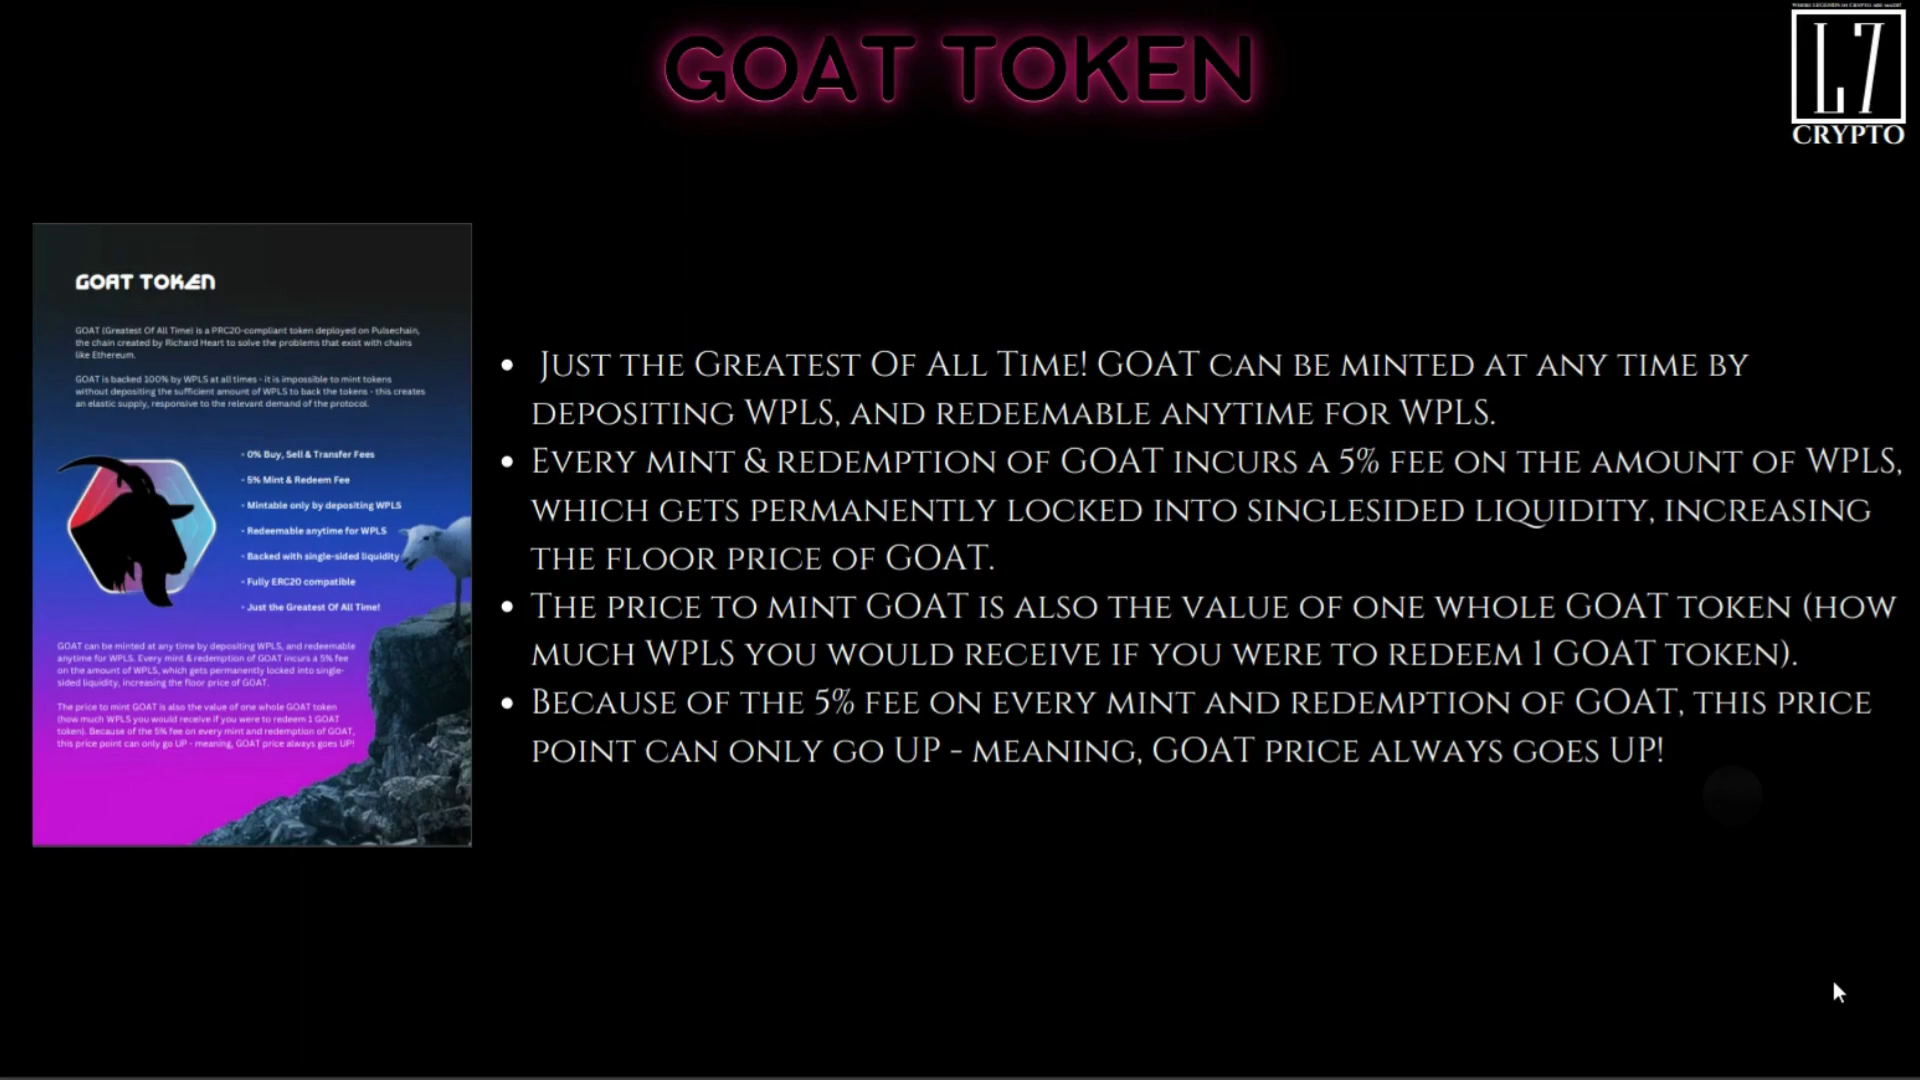 GOAT TOKEN
WHERE LEGENDS OF CRYPTO ARE MADE!
L7
CRYPTO
GOAT TOKEN
GOAT (Greatest Of All Time) is a PRC20-compliant token deployed on Pulsechain,
the chain created by Richard Heart to solve the problems that exist with chains
like Ethereum.
GOAT is backed 100% by WPLS at all times - it is impossible to mint tokens
without depositing the sufficient amount of WPLS to back the tokens - this creates
an elastic supply, responsive to the relevant demand of the protocol.
- 0% Buy, Sell & Transfer Fees
- 5% Mint & Redeem Fee
- Mintable only by depositing WPLS
- Redeemable anytime for WPLS
- Backed with single-sided liquidity
- Fully ERC20 compatible
- Just the Greatest Of All Time!
GOAT can be minted at any time by depositing WPLS, and redeemable
anytime for WPLS. Every mint & redemption of GOAT incurs a 5% fee
on the amount of WPLS, which gets permanently locked into single-
sided liquidity, increasing the floor price of GOAT.
The price to mint GOAT is also the value of one whole GOAT token
(how much WPLS you would receive if you were to redeem 1 GOAT
token). Because of the 5% fee on every mint and redemption of GOAT,
this price point can only go UP - meaning, GOAT price always goes UP!
• Just the Greatest Of All Time! GOAT can be minted at any time by
depositing WPLS, and redeemable anytime for WPLS.
• Every mint & redemption of GOAT incurs a 5% fee on the amount of WPLS,
which gets permanently locked into singlesided liquidity, increasing
the floor price of GOAT.
• The price to mint GOAT is also the value of one whole GOAT token (how
much WPLS you would receive if you were to redeem 1 GOAT token).
• Because of the 5% fee on every mint and redemption of GOAT, this price
point can only go UP - meaning, GOAT price always goes UP!